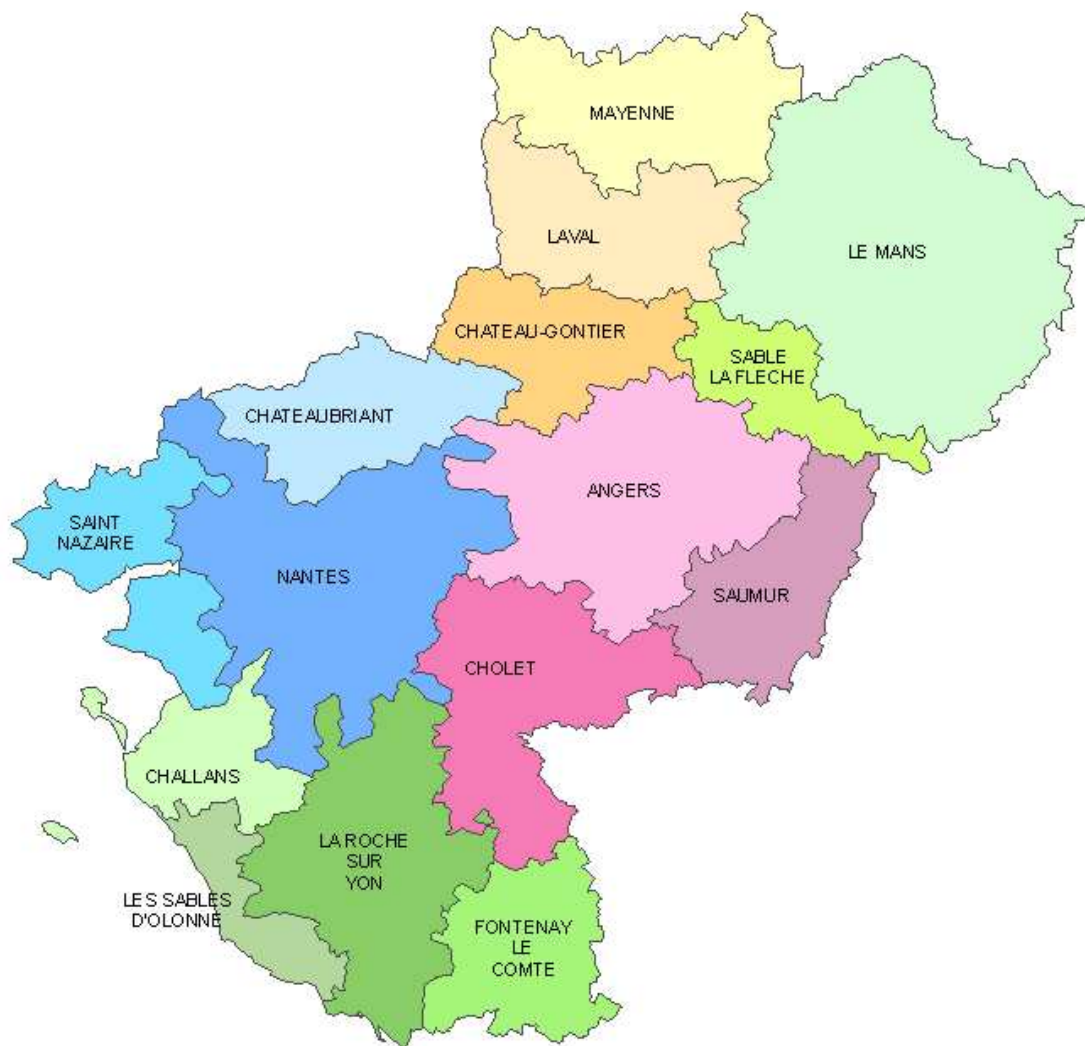 MAYENNE
LAVAL
LE MANS
CHATEAU-GONTIER
SABLE
LA FLECHE
CHATEAUBRIANT
ANGERS
SAINT
NAZAIRE
NANTES
SAUMUR
CHOLET
CHALLANS
LA ROCHE
SUR
YON
LES SABLES
D'OLONNE
FONTENAY
LE
COMTE